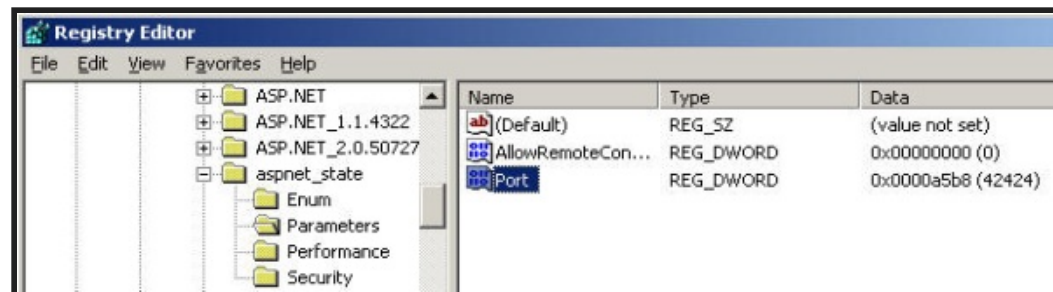 Registry Editor
File Edit View Favorites Help
ASP.NET
ASP.NET_1.1.4322
ASP.NET_2.0.50727
aspnet_state
Enum
Parameters
Performance
Security
Name Type Data
ab (Default) REG_SZ (value not set)
AllowRemoteCon... REG_DWORD 0x00000000 (0)
Port REG_DWORD 0x0000a5b8 (42424)